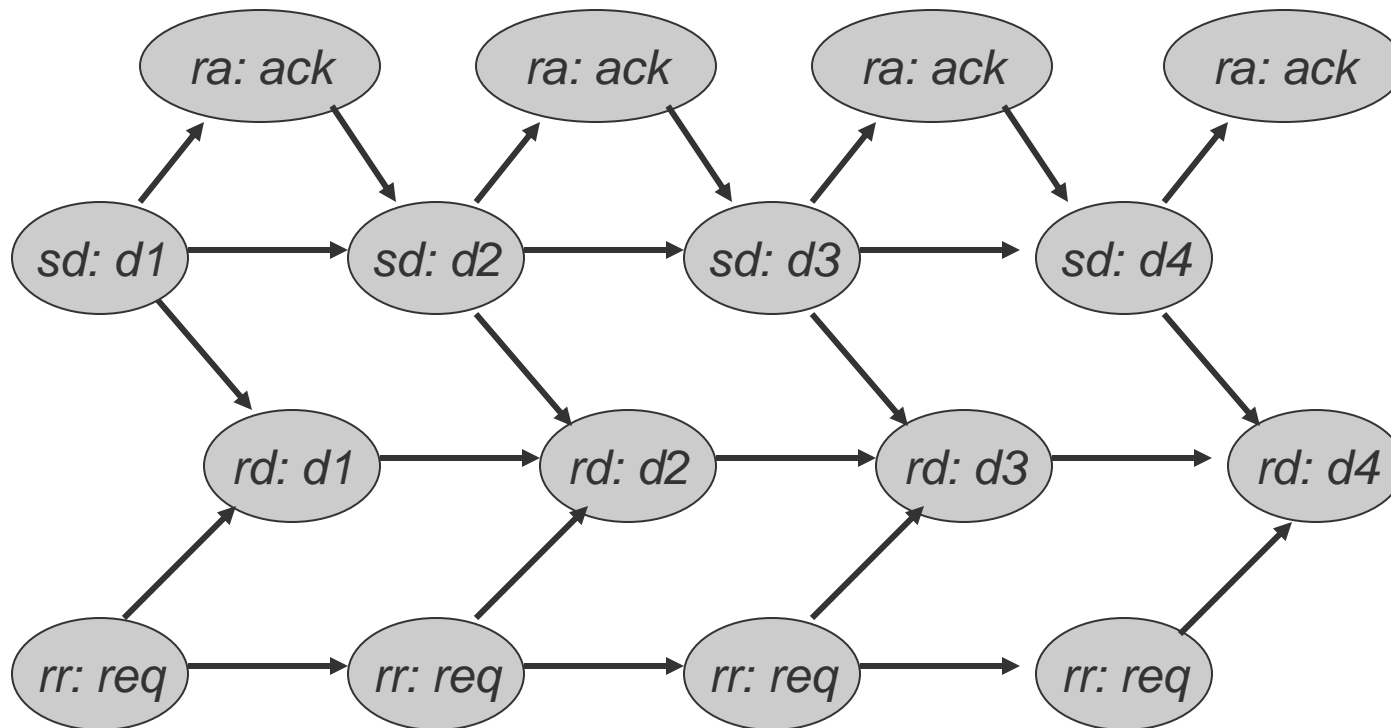 ra: ack
ra: ack
ra: ack
ra: ack
sd: d1
sd: d2
sd: d3
sd: d4
rd: d1
rd: d2
rd: d3
rd: d4
rr: req
rr: req
rr: req
rr: req